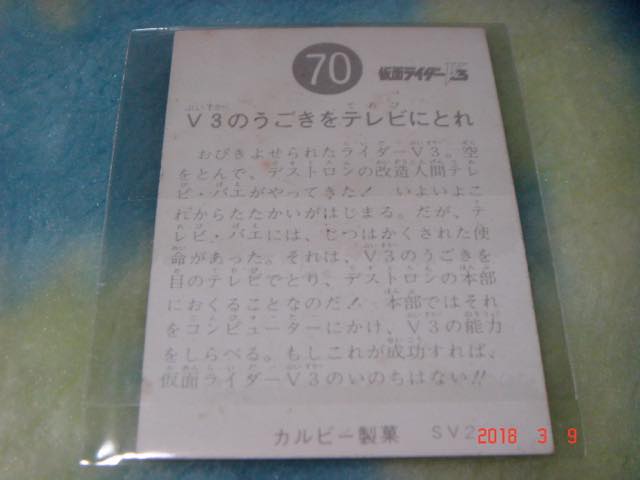 70 仮面ライダーV3
V3のうごきをテレビにとれ
おびきよせられたライダーV3。空
をとんで、デストロンの改造人間テレ
ビ・バエがやってきた！ いよいよこ
れからたたかいがはじまる。だが、テ
レビ・バエには、じつはかくされた使
命があった。それは、V3のうごきを
目のテレビでとり、デストロンの本部
におくることなのだ！ 本部ではそれ
をコンピューターにかけ、V3の能力
をしらべる。もしこれが成功すれば、
仮面ライダーV3のいのちはない!!
カルビー製菓 SV2
2018 3 9